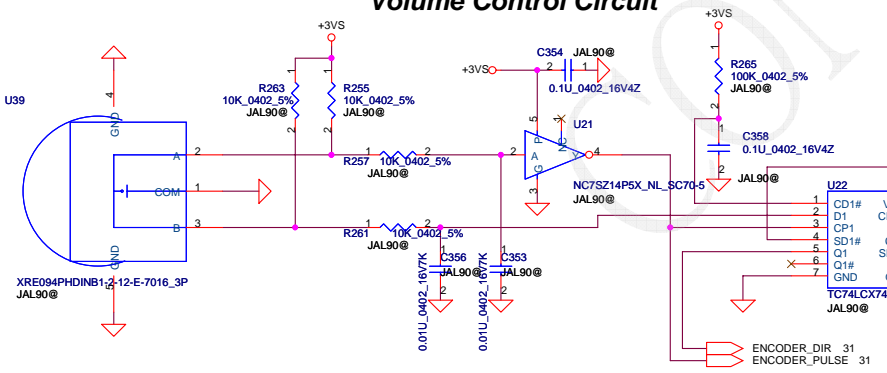 Volume Control Circuit
+3VS
+3VS
C354
JAL90@
+3VS
1
2
0.1U_0402_16V4Z
R263
10K_0402_5%
JAL90@
R255
10K_0402_5%
JAL90@
R265
100K_0402_5%
JAL90@
U39
4
GND
1
2
1
2
1
2
5
P
1
NC
U21
C358
0.1U_0402_16V4Z
1
2
JAL90@
A
2
R257
1
2
10K_0402_5%
JAL90@
2
A
Y
4
G
3
NC7SZ14P5X_NL_SC70-5
JAL90@
COM
1
B
3
R261
1
2
10K_0402_5%
JAL90@
U22
1
CD1#
2
D1
3
CP1
4
SD1#
5
Q1
6
Q1#
7
GND
TC74LCX74
JAL90@
GND
5
XRE094PHDINB1-2-12-E-7016_3P
JAL90@
C356
JAL90@
1
2
0.01U_0402_16V7K
C353
JAL90@
1
2
0.01U_0402_16V7K
ENCODER_DIR 31
ENCODER_PULSE 31